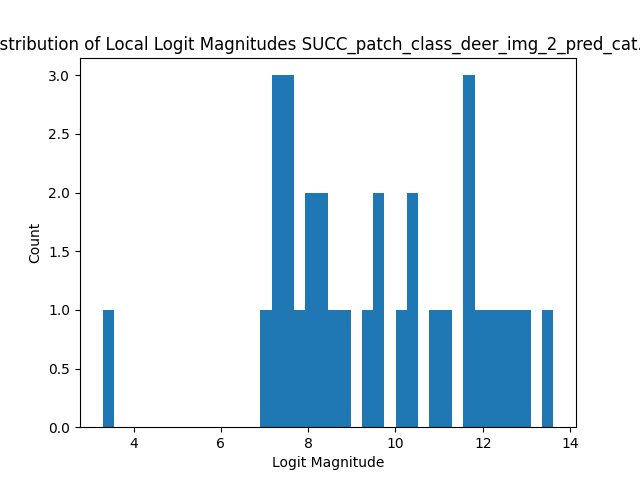 stribution of Local Logit Magnitudes SUCC_patch_class_deer_img_2_pred_cat.
3.0
2.5
2.0
1.5
1.0
0.5
0.0
Count
4 6 8 10 12 14
Logit Magnitude